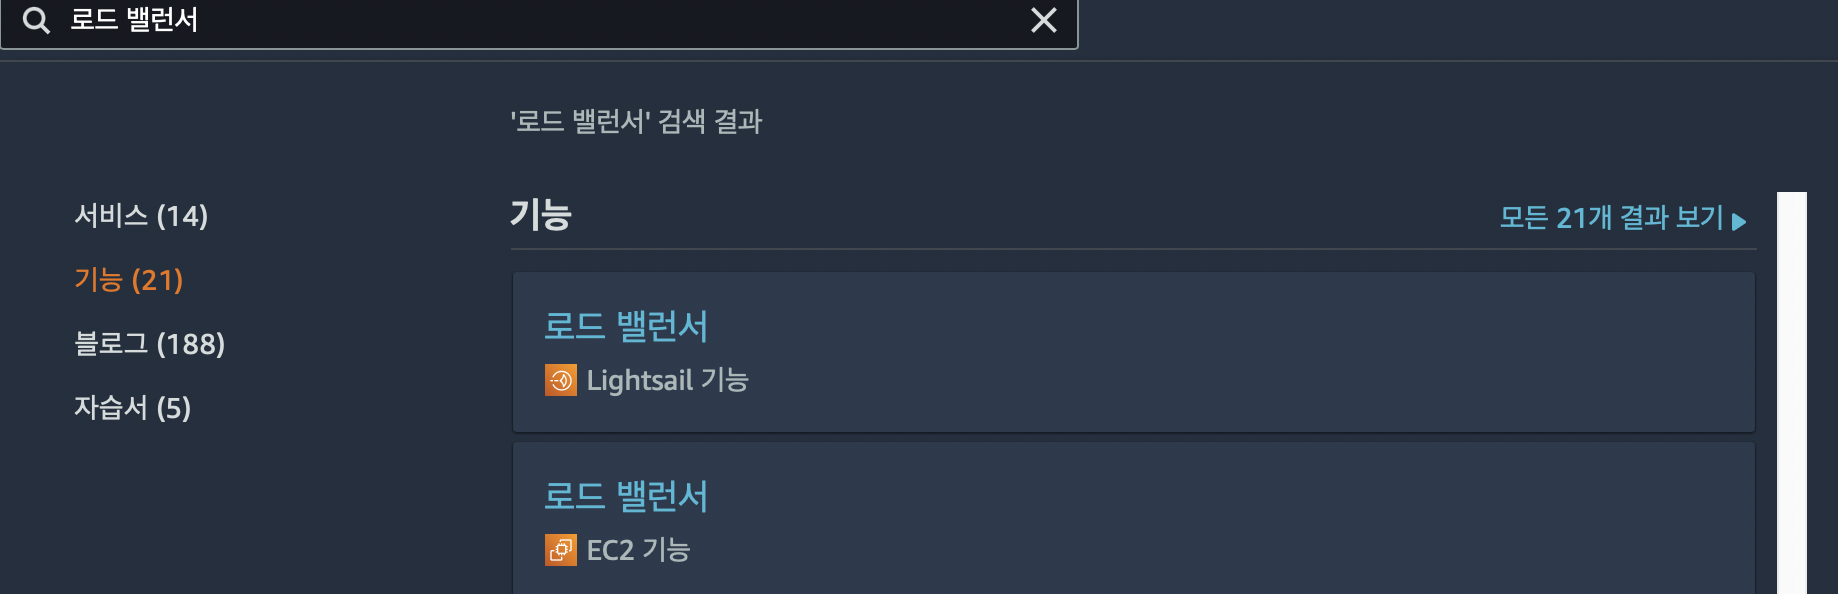 로드 밸런서
'로드 밸런서' 검색 결과
서비스 (14)
기능 (21)
블로그 (188)
자습서 (5)
기능
모든 21개 결과 보기
로드 밸런서
Lightsail 기능
로드 밸런서
EC2 기능